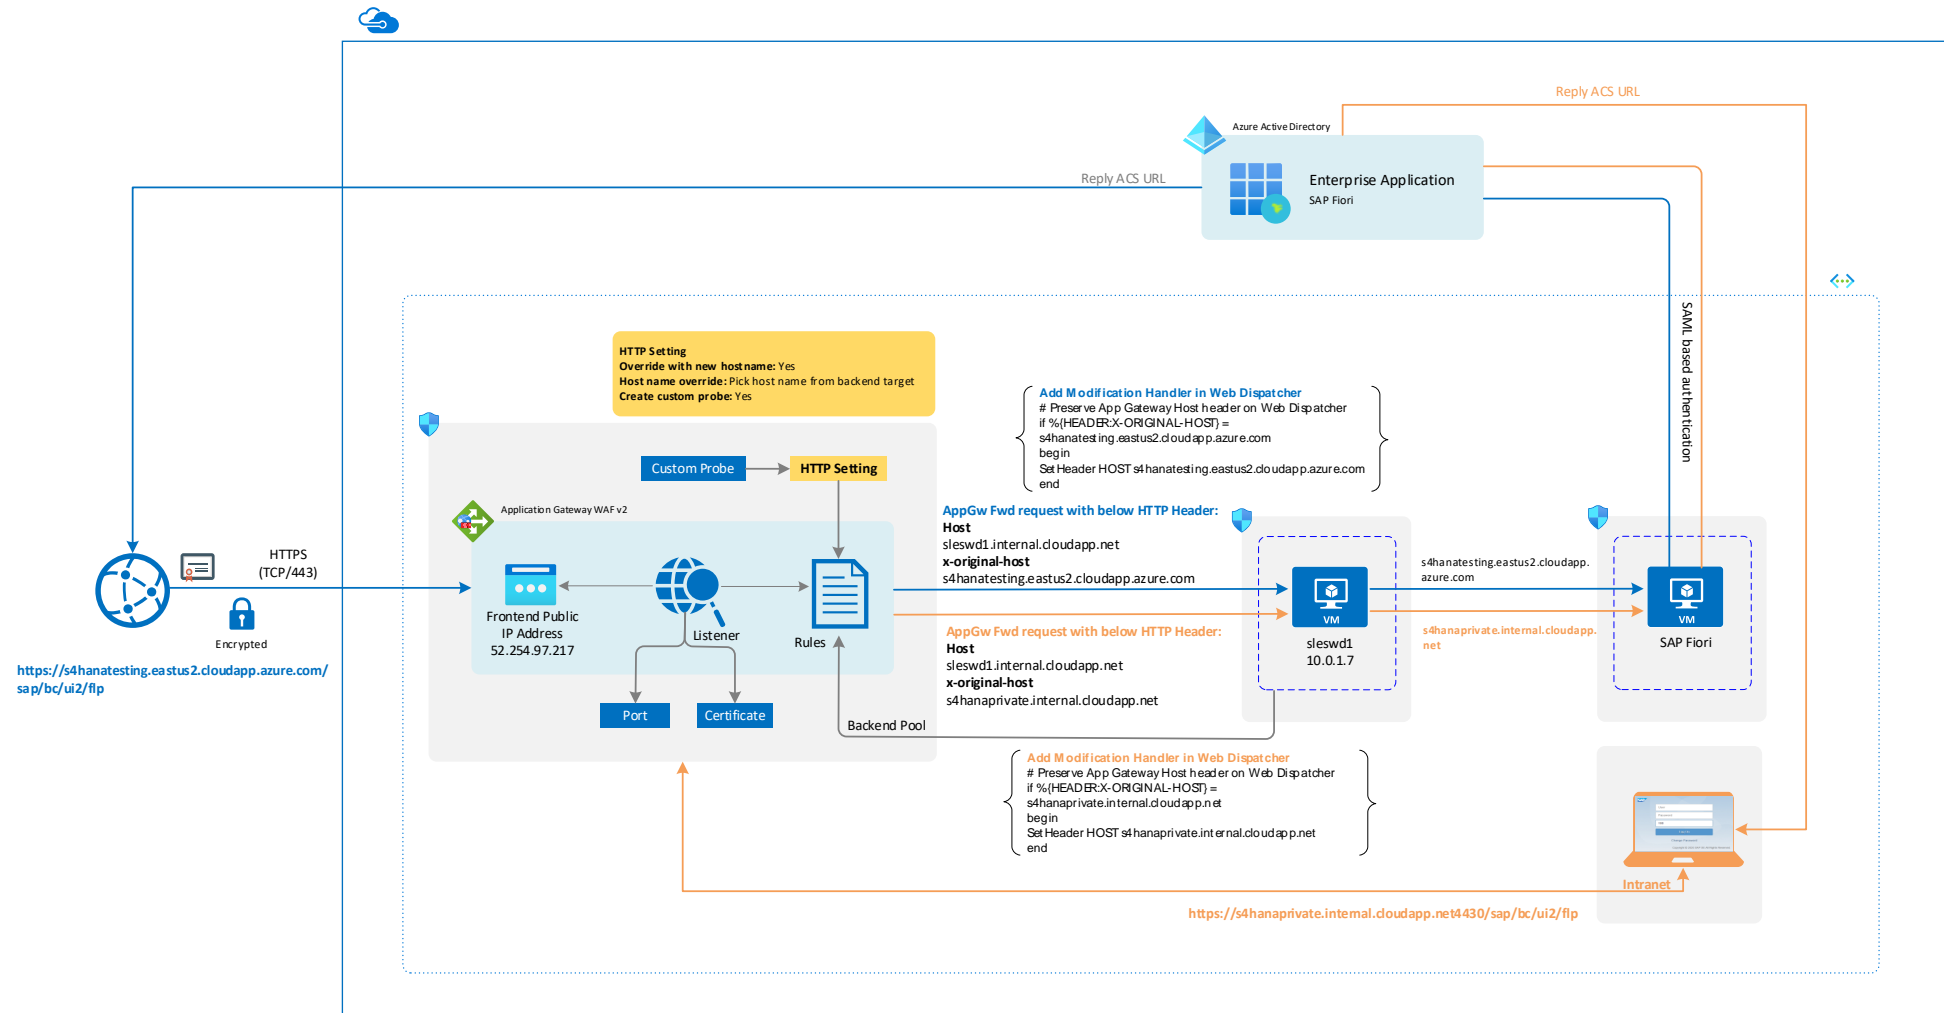 Reply ACS URL
Azure Active Directory
Enterprise Application
SAP Fiori
Reply ACS URL
SAML based authentication
HTTP Setting
Override with new hostname: Yes
Host name override: Pick host name from backend target
Create custom probe: Yes
Add Modification Handler in Web Dispatcher
# Preserve App Gateway Host header on Web Dispatcher
if %{HEADER:X-ORIGINAL-HOST} =
s4hanatesting.eastus2.cloudapp.azure.com
begin
SetHeader HOST s4hanatesting.eastus2.cloudapp.azure.com
end
Custom Probe
HTTP Setting
Application Gateway WAF v2
AppGw Fwd request with below HTTP Header:
Host
sleswd1.internal.cloudapp.net
x-original-host
s4hanatesting.eastus2.cloudapp.azure.com
HTTPS
(TCP/443)
Encrypted
https://s4hanatesting.eastus2.cloudapp.azure.com/
sap/bc/ui2/flp
Frontend Public
IP Address
52.254.97.217
Listener
Rules
Port
Certificate
AppGw Fwd request with below HTTP Header:
Host
sleswd1.internal.cloudapp.net
x-original-host
s4hanaprivate.internal.cloudapp.net
Backend Pool
VM
sleswd1
10.0.1.7
s4hanatesting.eastus2.cloudapp.
azure.com
s4hanaprivate.internal.cloudapp.
net
VM
SAP Fiori
Add Modification Handler in Web Dispatcher
# Preserve App Gateway Host header on Web Dispatcher
if %{HEADER:X-ORIGINAL-HOST} =
s4hanaprivate.internal.cloudapp.net
begin
SetHeader HOST s4hanaprivate.internal.cloudapp.net
end
Intranet
https://s4hanaprivate.internal.cloudapp.net4430/sap/bc/ui2/flp